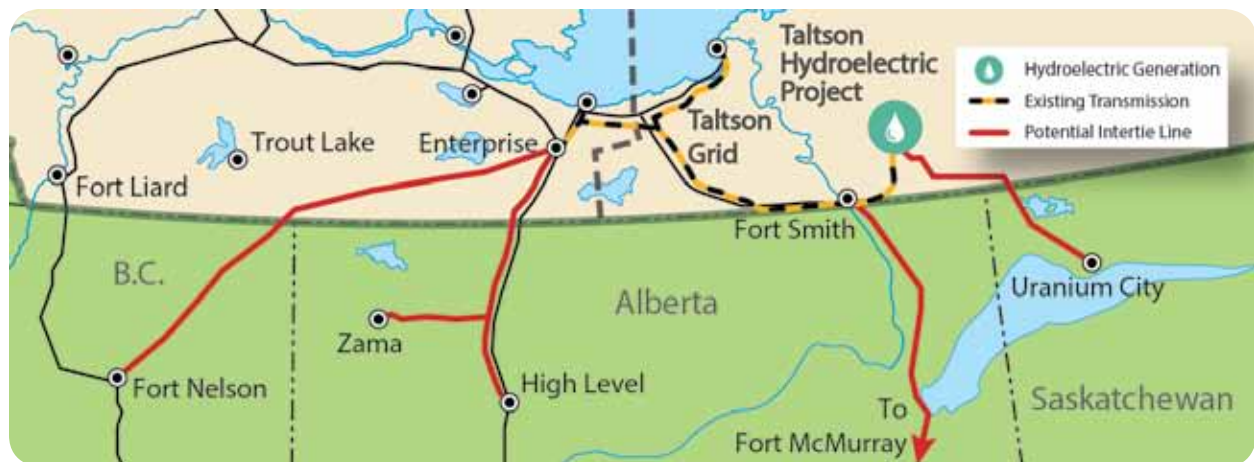 Taltson
Hydroelectric
Project
Hydroelectric Generation
Existing Transmission
Potential Intertie Line
Trout Lake
Enterprise
Taltson
Grid
Fort Liard
Fort Smith
B.C.
Alberta
Uranium City
Zama
Fort Nelson
High Level
To
Fort McMurray
Saskatchewan